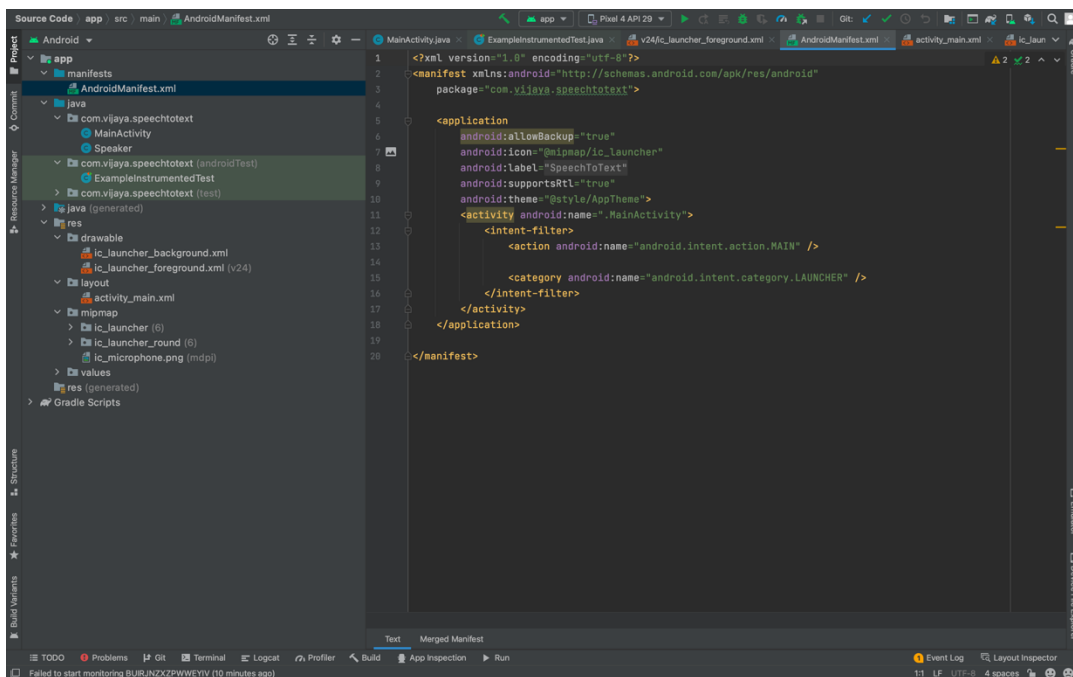 Source Code app src main AndroidManifest.xml
app Pixel 4 API 29 Git:
Project
Android
MainActivity.java ExampleInstrumentedTest.java v24/ic_launcher_foreground.xml AndroidManifest.xml activity_main.xml ic_laun
app
manifests
AndroidManifest.xml
java
com.vijaya.speechtotext
MainActivity
Speaker
com.vijaya.speechtotext (androidTest)
ExampleInstrumentedTest
com.vijaya.speechtotext (test)
java (generated)
res
drawable
ic_launcher_background.xml
ic_launcher_foreground.xml (v24)
layout
activity_main.xml
mipmap
ic_launcher (6)
ic_launcher_round (6)
ic_microphone.png (mdpi)
values
res (generated)
Gradle Scripts
Commit
Resource Manager
Structure
Favorites
Build Variants
2 2
1 <?xml version="1.0" encoding="utf-8"?>
2 <manifest xmlns:android="http://schemas.android.com/apk/res/android"
3 package="com.vijaya.speechtotext">
4
5 <application
6 android:allowBackup="true"
7 android:icon="@mipmap/ic_launcher"
8 android:label="SpeechToText"
9 android:supportsRtl="true"
10 android:theme="@style/AppTheme">
11 <activity android:name=".MainActivity">
12 <intent-filter>
13 <action android:name="android.intent.action.MAIN" />
14
15 <category android:name="android.intent.category.LAUNCHER" />
16 </intent-filter>
17 </activity>
18 </application>
19
20 </manifest>
Text Merged Manifest
TODO Problems Git Terminal Logcat Profiler Build App Inspection Run 1 Event Log Layout Inspector
Failed to start monitoring BUIRJNZXZPWWEYIV (10 minutes ago) 1:1 LF UTF-8 4 spaces